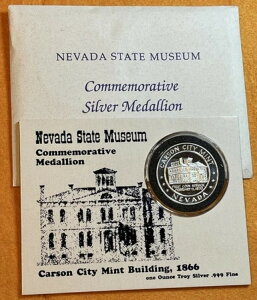 NEVADA STATE MUSEUM
Commemorative
Silver Medallion
Nevada State Museum
Commemorative
Medallion
CARSON CITY MINT
NEVADA
Carson City Mint Building, 1866
one Ounce Troy Silver .999 Fine